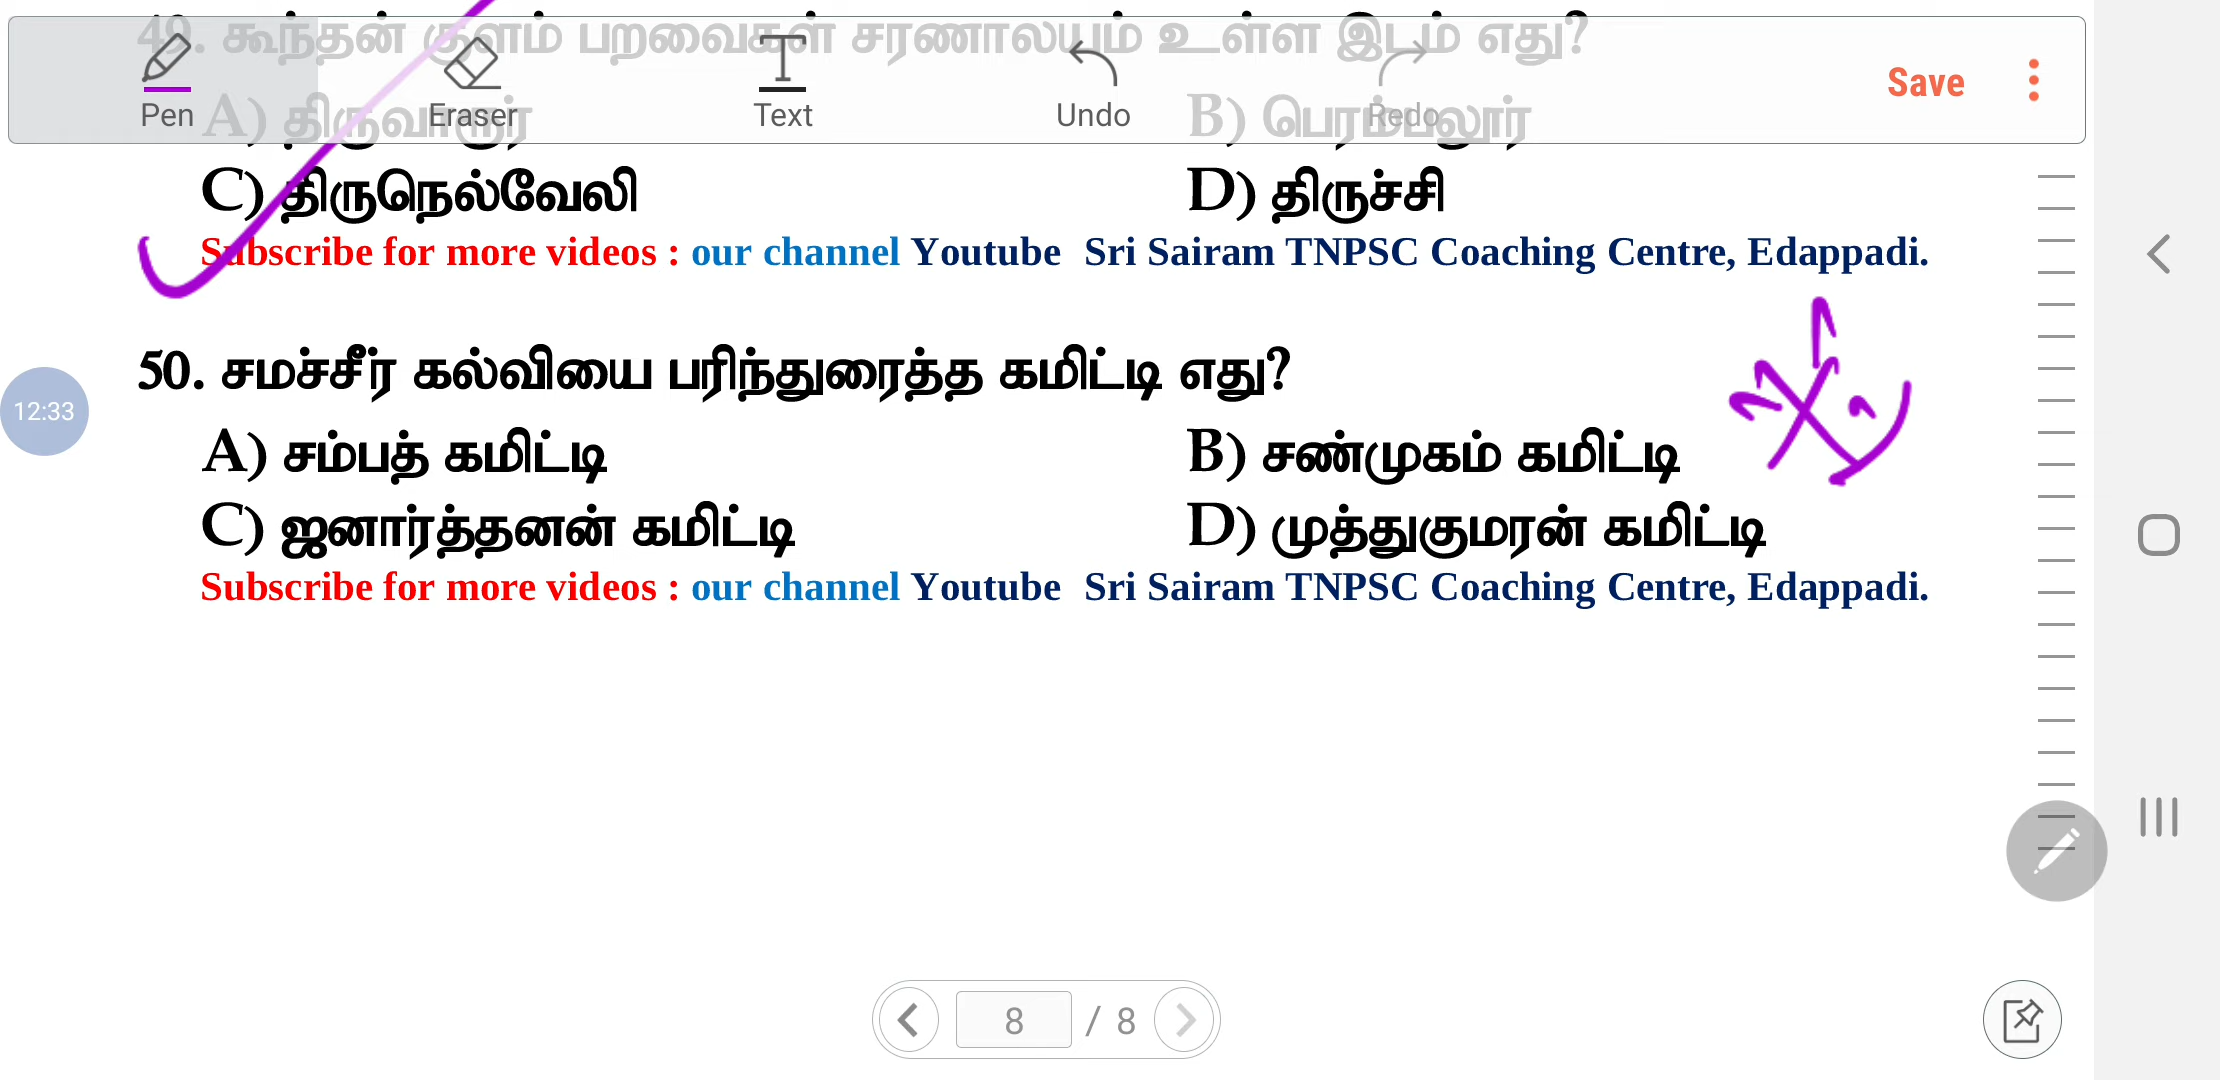 49. கூந்தன் குளம் பறவைகள் சரணாலயம் உள்ள இடம் எது?
Pen Eraser Text Undo Redo Save
A) திருவாரூர் B) பெரம்பலூர்
C) திருநெல்வேலி D) திருச்சி
Subscribe for more videos : our channel Youtube Sri Sairam TNPSC Coaching Centre, Edappadi.
50. சமச்சீர் கல்வியை பரிந்துரைத்த கமிட்டி எது?
12:33
A) சம்பத் கமிட்டி B) சண்முகம் கமிட்டி
C) ஜனார்த்தனன் கமிட்டி D) முத்துகுமரன் கமிட்டி
Subscribe for more videos : our channel Youtube Sri Sairam TNPSC Coaching Centre, Edappadi.
8 / 8